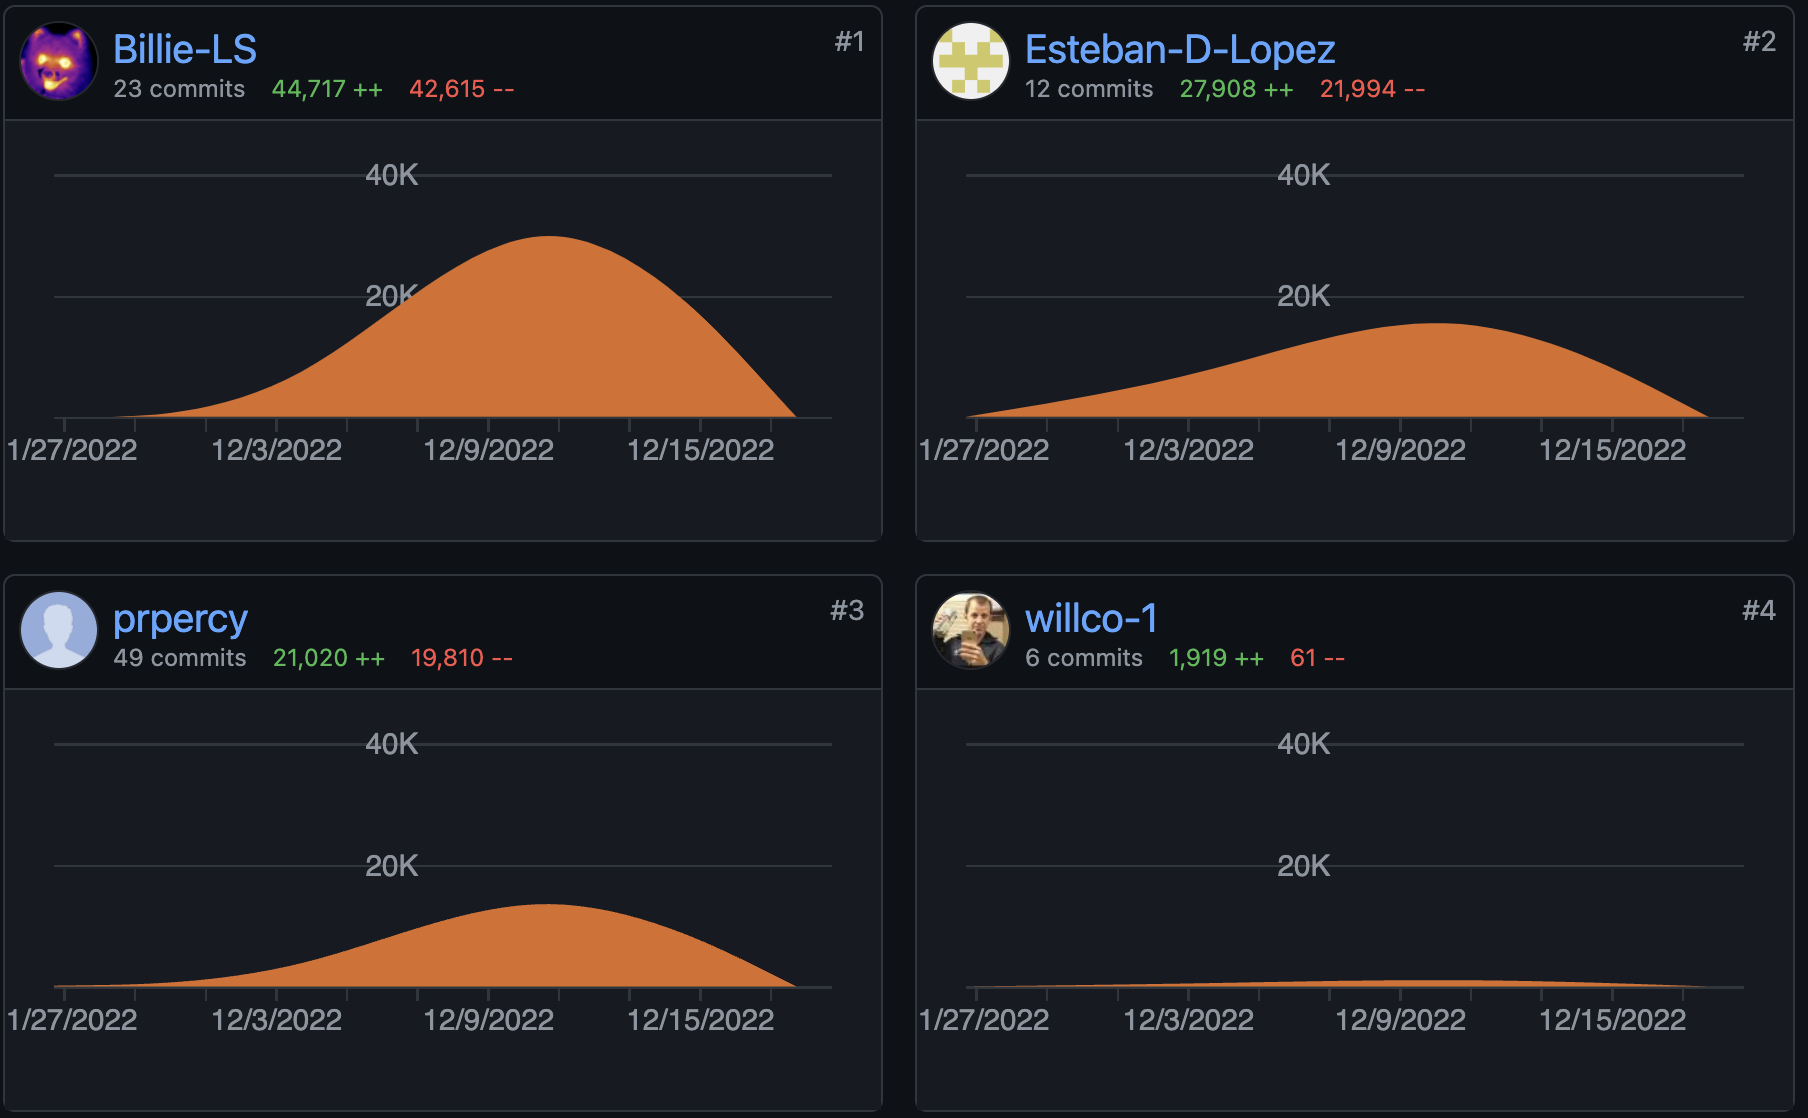 Billie-LS
#1
23 commits 44,717 ++ 42,615 --
40K
20K
1/27/2022 12/3/2022 12/9/2022 12/15/2022
Esteban-D-Lopez
#2
12 commits 27,908 ++ 21,994 --
40K
20K
1/27/2022 12/3/2022 12/9/2022 12/15/2022
prpercy
#3
49 commits 21,020 ++ 19,810 --
40K
20K
1/27/2022 12/3/2022 12/9/2022 12/15/2022
willco-1
#4
6 commits 1,919 ++ 61 --
40K
20K
1/27/2022 12/3/2022 12/9/2022 12/15/2022